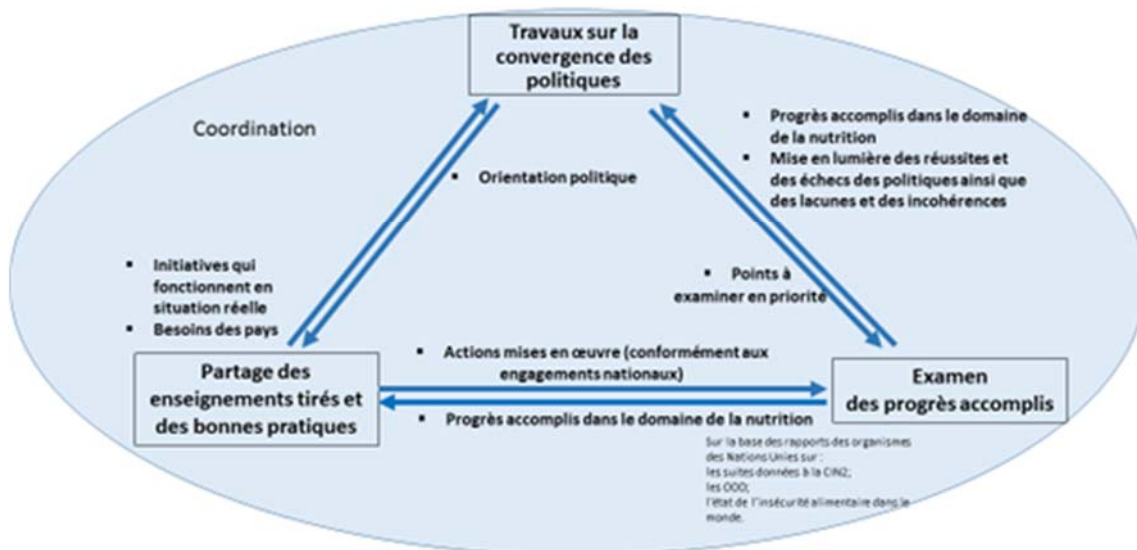 Travaux sur la
convergence des
politiques
Coordination
▪ Progrès accomplis dans le domaine
de la nutrition
▪ Mise en lumière des réussites et
des échecs des politiques ainsi que
des lacunes et des incohérences
▪ Orientation politique
▪ Initiatives qui
fonctionnent en
situation réelle
▪ Besoins des pays
▪ Points à
examiner en priorité
▪ Actions mises en œuvre (conformément aux
engagements nationaux)
Partage des
enseignements tirés et
des bonnes pratiques
Examen
des progrès accomplis
▪ Progrès accomplis dans le domaine de la nutrition
Sur la base des rapports des organismes
des Nations Unies sur :
les suites données à la CIN2;
les ODD;
l'état de l'insécurité alimentaire dans le
monde.